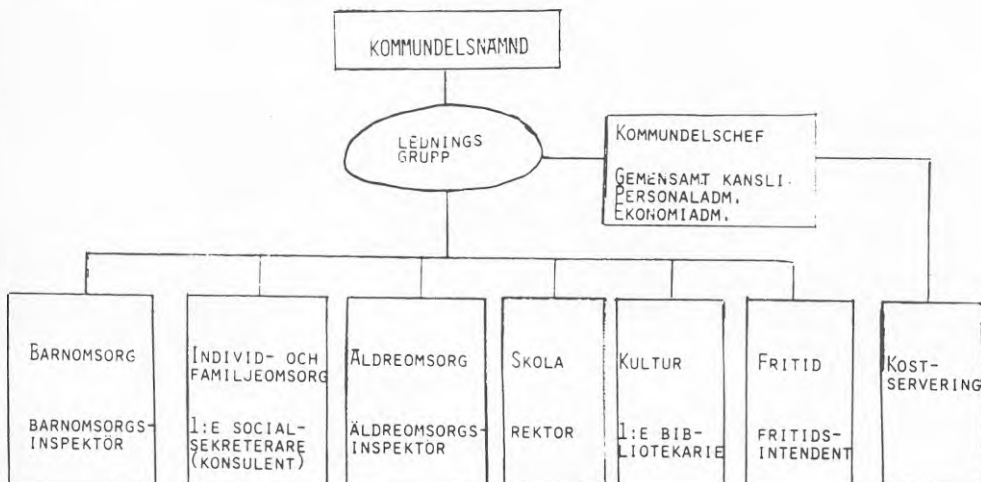 KOMMUNDELSNÄMND
LEDNINGS
GRUPP
KOMMUNDELSCHEF
GEMENSAMT KANSLI.
PERSONALADM.
EKONOMIADM.
BARNOMSORG
BARNOMSORGS-
INSPEKTÖR
INDIVID- OCH
FAMILJEOMSORG
1:E SOCIAL-
SEKRETERARE
(KONSULENT)
ÄLDREOMSORG
ÄLDREOMSORGS-
INSPEKTÖR
SKOLA
REKTOR
KULTUR
1:E BIB-
LIOTEKARIE
FRITID
FRITIDS-
INTENDENT
KOST-
SERVERING